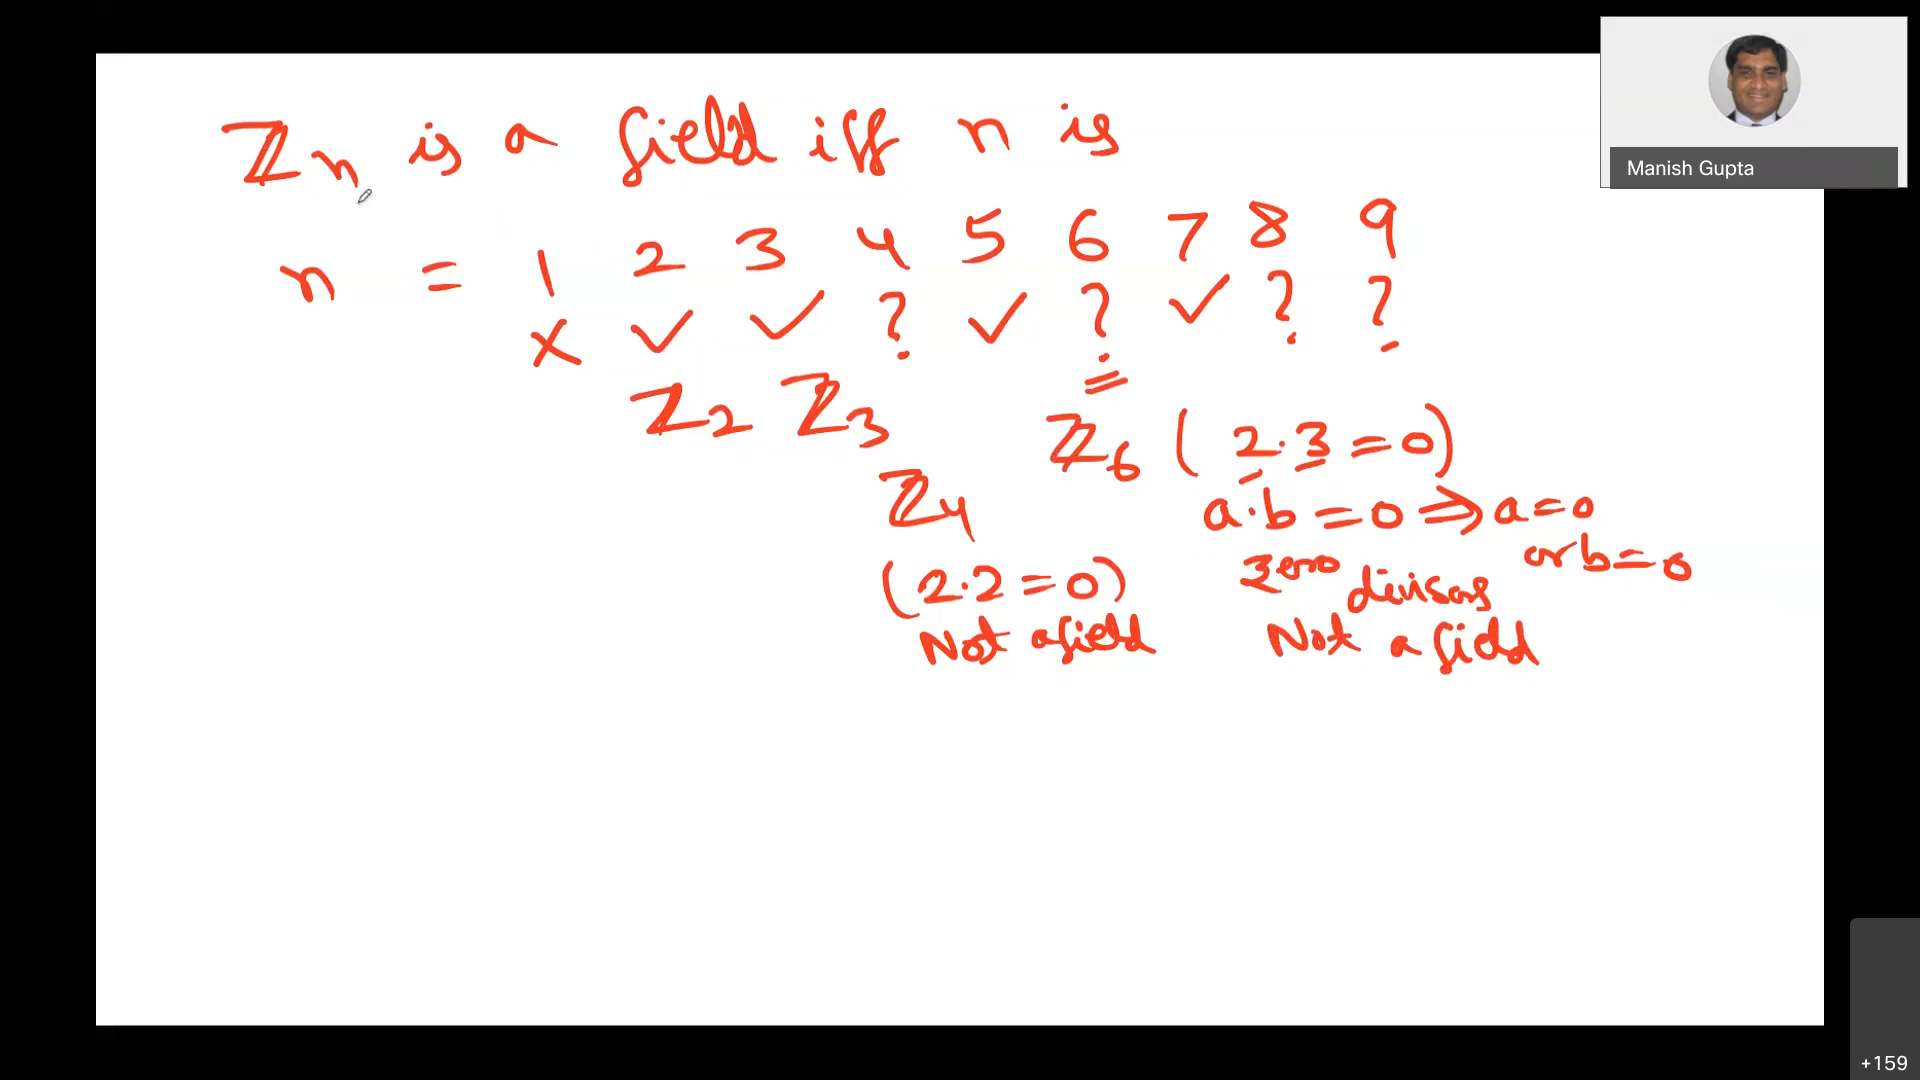 ℤn is a field iff n is
n = 1 2 3 4 5 6 7 8 9
× ✓ ✓ ? ✓ ? ✓ ? ?
ℤ2 ℤ3
ℤ6 (2·3=0)
ℤ4
a·b=0 ⇒ a=0
or b=0
(2·2=0)
zero divisors
Not a field
Not a field
Manish Gupta
+159